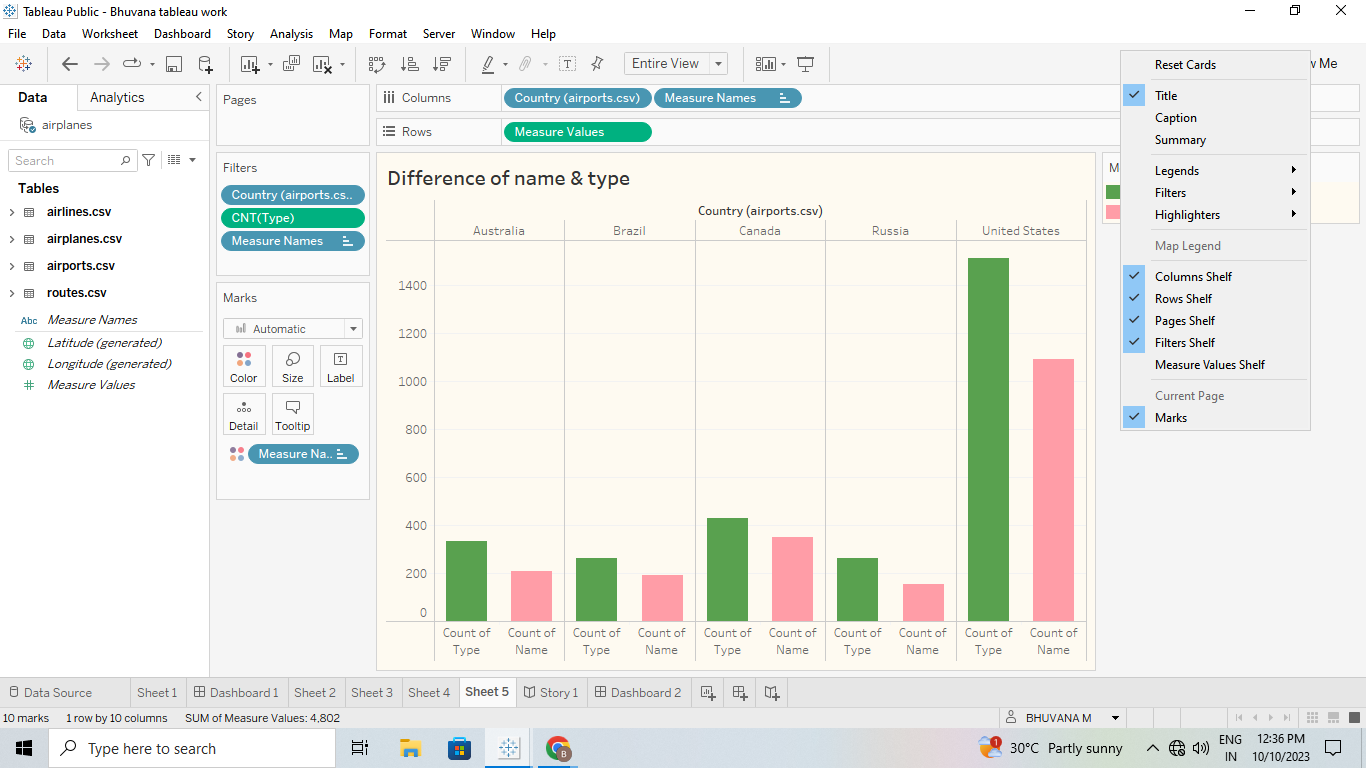 Tableau Public - Bhuvana tableau work
File Data Worksheet Dashboard Story Analysis Map Format Server Window Help
Entire View
w Me
Data Analytics
airplanes
Search
Tables
airlines.csv
airplanes.csv
airports.csv
routes.csv
Abc Measure Names
Latitude (generated)
Longitude (generated)
# Measure Values
Pages
Filters
Country (airports.cs..
CNT(Type)
Measure Names
Marks
Automatic
Color Size Label
Detail Tooltip
Measure Na..
Columns Country (airports.csv) Measure Names
Rows Measure Values
Difference of name & type
Country (airports.csv)
Australia Brazil Canada Russia United States
1400
1200
1000
800
600
400
200
0
Count of Count of Count of Count of Count of Count of Count of Count of Count of Count of
Type Name Type Name Type Name Type Name Type Name
M
Reset Cards
Title
Caption
Summary
Legends
Filters
Highlighters
Map Legend
Columns Shelf
Rows Shelf
Pages Shelf
Filters Shelf
Measure Values Shelf
Current Page
Marks
Data Source Sheet 1 Dashboard 1 Sheet 2 Sheet 3 Sheet 4 Sheet 5 Story 1 Dashboard 2
10 marks 1 row by 10 columns SUM of Measure Values: 4,802
BHUVANA M
Type here to search
B
1
30°C Partly sunny
ENG
IN
12:36 PM
10/10/2023